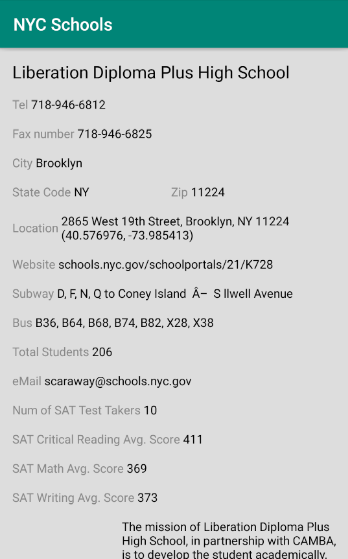 NYC Schools
Liberation Diploma Plus High School
Tel 718-946-6812
Fax number 718-946-6825
City Brooklyn
State Code NY Zip 11224
Location 2865 West 19th Street, Brooklyn, NY 11224
(40.576976, -73.985413)
Website schools.nyc.gov/schoolportals/21/K728
Subway D, F, N, Q to Coney Island  Â– S llwell Avenue
Bus B36, B64, B68, B74, B82, X28, X38
Total Students 206
eMail scaraway@schools.nyc.gov
Num of SAT Test Takers 10
SAT Critical Reading Avg. Score 411
SAT Math Avg. Score 369
SAT Writing Avg. Score 373
The mission of Liberation Diploma Plus
High School, in partnership with CAMBA,
is to develop the student academically,